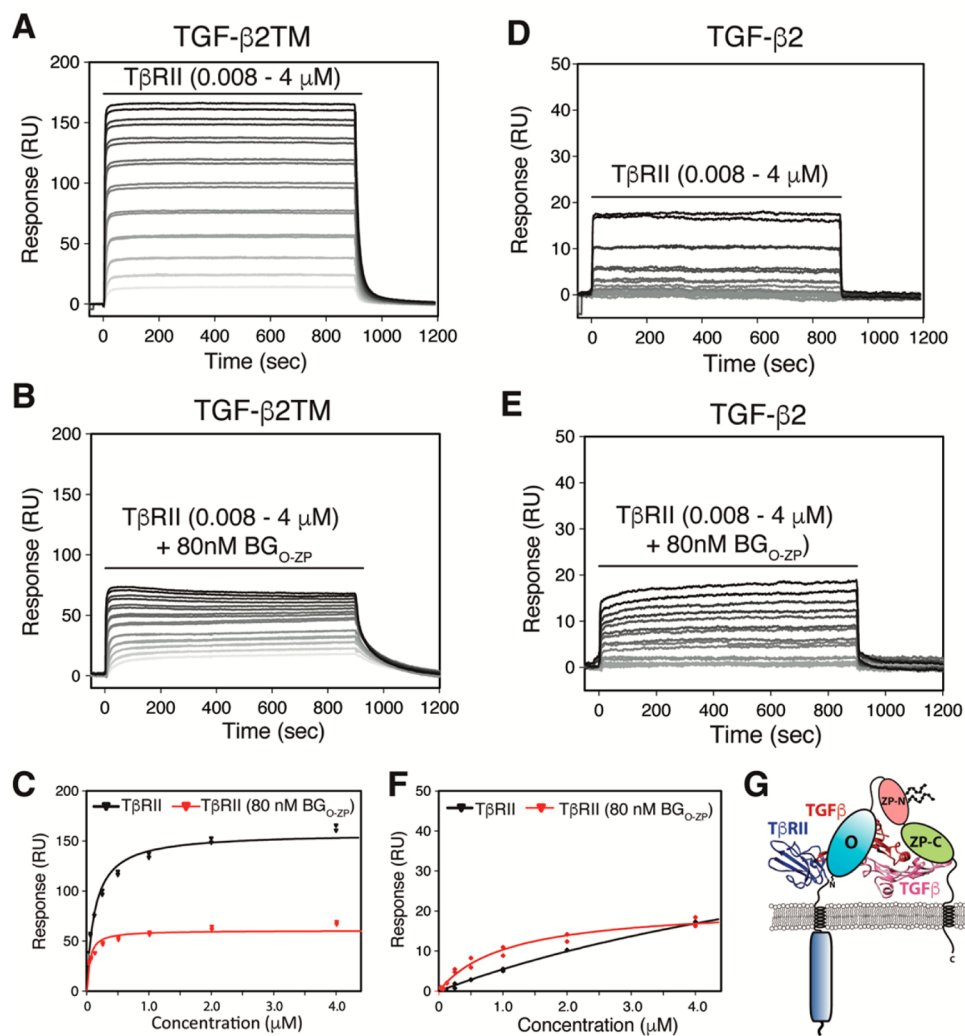 A
TGF-β2TM
TβRII (0.008 - 4 μM)
Response (RU)
200
150
100
50
0
0 200 400 600 800 1000 1200
Time (sec)
B
TGF-β2TM
TβRII (0.008 - 4 μM)
+ 80nM BG_O-ZP
Response (RU)
200
150
100
50
0
0 200 400 600 800 1000 1200
Time (sec)
C
TβRII TβRII (80 nM BG_O-ZP)
Response (RU)
200
150
100
50
0
0 1.0 2.0 3.0 4.0
Concentration (μM)
D
TGF-β2
TβRII (0.008 - 4 μM)
Response (RU)
50
40
30
20
10
0
0 200 400 600 800 1000 1200
Time (sec)
E
TGF-β2
TβRII (0.008 - 4 μM)
+ 80nM BG_O-ZP)
Response (RU)
50
40
30
20
10
0
0 200 400 600 800 1000 1200
Time (sec)
F
TβRII TβRII (80 nM BG_O-ZP)
Response (RU)
50
40
30
20
10
0
0.0 1.0 2.0 3.0 4.0
Concentration (μM)
G
ZP-N
TGFβ
TβRII
O
ZP-C
N
TGFβ
C